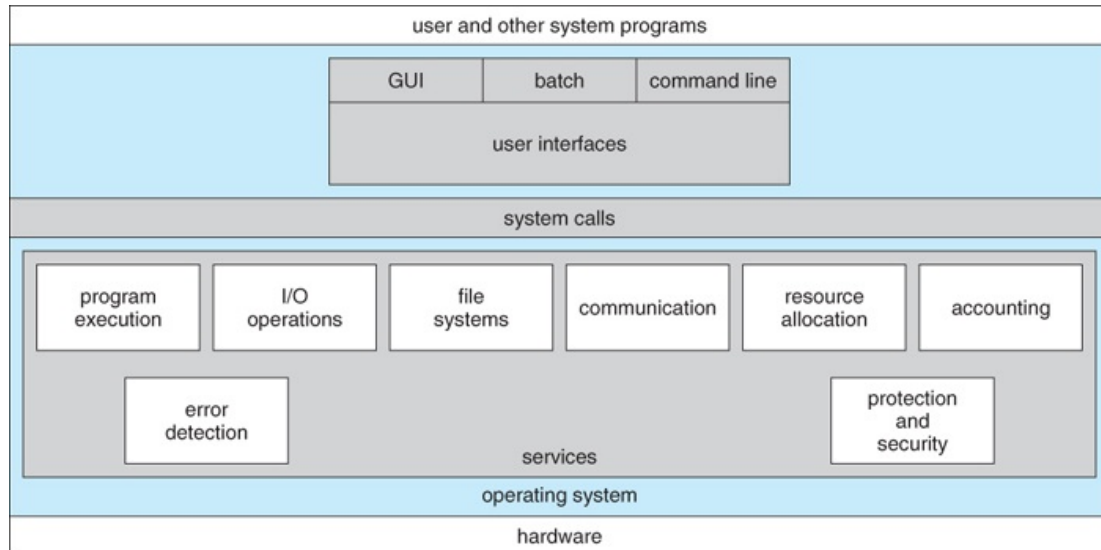 user and other system programs
GUI
batch
command line
user interfaces
system calls
program
execution
I/O
operations
file
systems
communication
resource
allocation
accounting
error
detection
protection
and
security
services
operating system
hardware